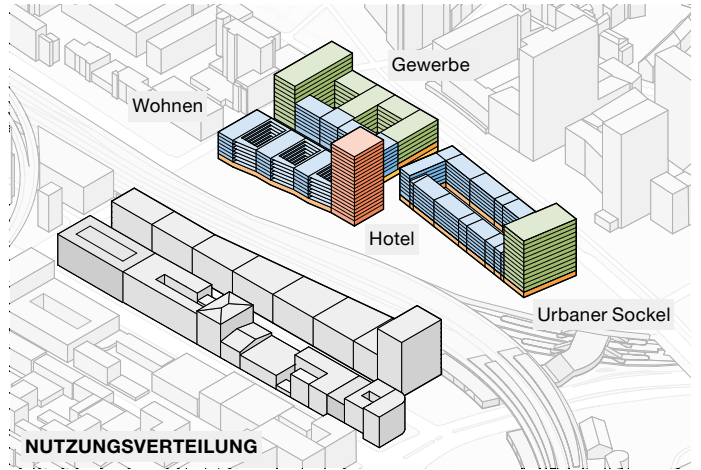 Gewerbe
Wohnen
Hotel
Urbaner Sockel
NUTZUNGSVERTEILUNG